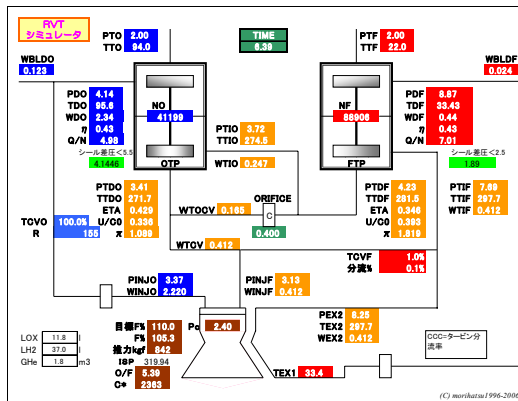 RVT
シミュレータ
PTO 2.00
TTO 94.0
TIME
6.39
PTF 2.00
TTF 22.0
WBLDO
0.123
WBLDF
0.024
PDO 4.14
TDO 95.6
WDO 2.34
η 0.43
Q/N 4.98
シール差圧<5.5
4.1446
NO
41199
OTP
PTIO 3.72
TTIO 274.5
WTIO 0.247
NF
88906
FTP
PDF 8.87
TDF 33.43
WDF 0.44
η 0.43
Q/N 7.01
シール差圧<2.5
1.89
PTDO 3.41
TTDO 271.7
ETA 0.429
U/C0 0.336
π 1.089
WTOCV 0.165
ORIFICE
C
0.400
PTDF 4.23
TTDF 281.5
ETA 0.346
U/C0 0.393
π 1.819
PTIF 7.69
TTIF 297.7
WTIF 0.412
TCVO 100.0%
R 155
WTCV 0.412
TCVF 1.0%
分流% 0.1%
PINJO 3.37
WINJO 2.220
PINJF 3.13
WINJF 0.412
目標F% 110.0
F% 105.3
推力kgf 642
ISP 319.94
O/F 5.39
C* 2363
Pc 2.40
PEX2 6.25
TEX2 297.7
WEX2 0.412
TEX1 33.4
LOX 11.8 l
LH2 37.0 l
GHe 1.8 m3
CCC=タービン分
流率
(C) morihatsu1996-2006